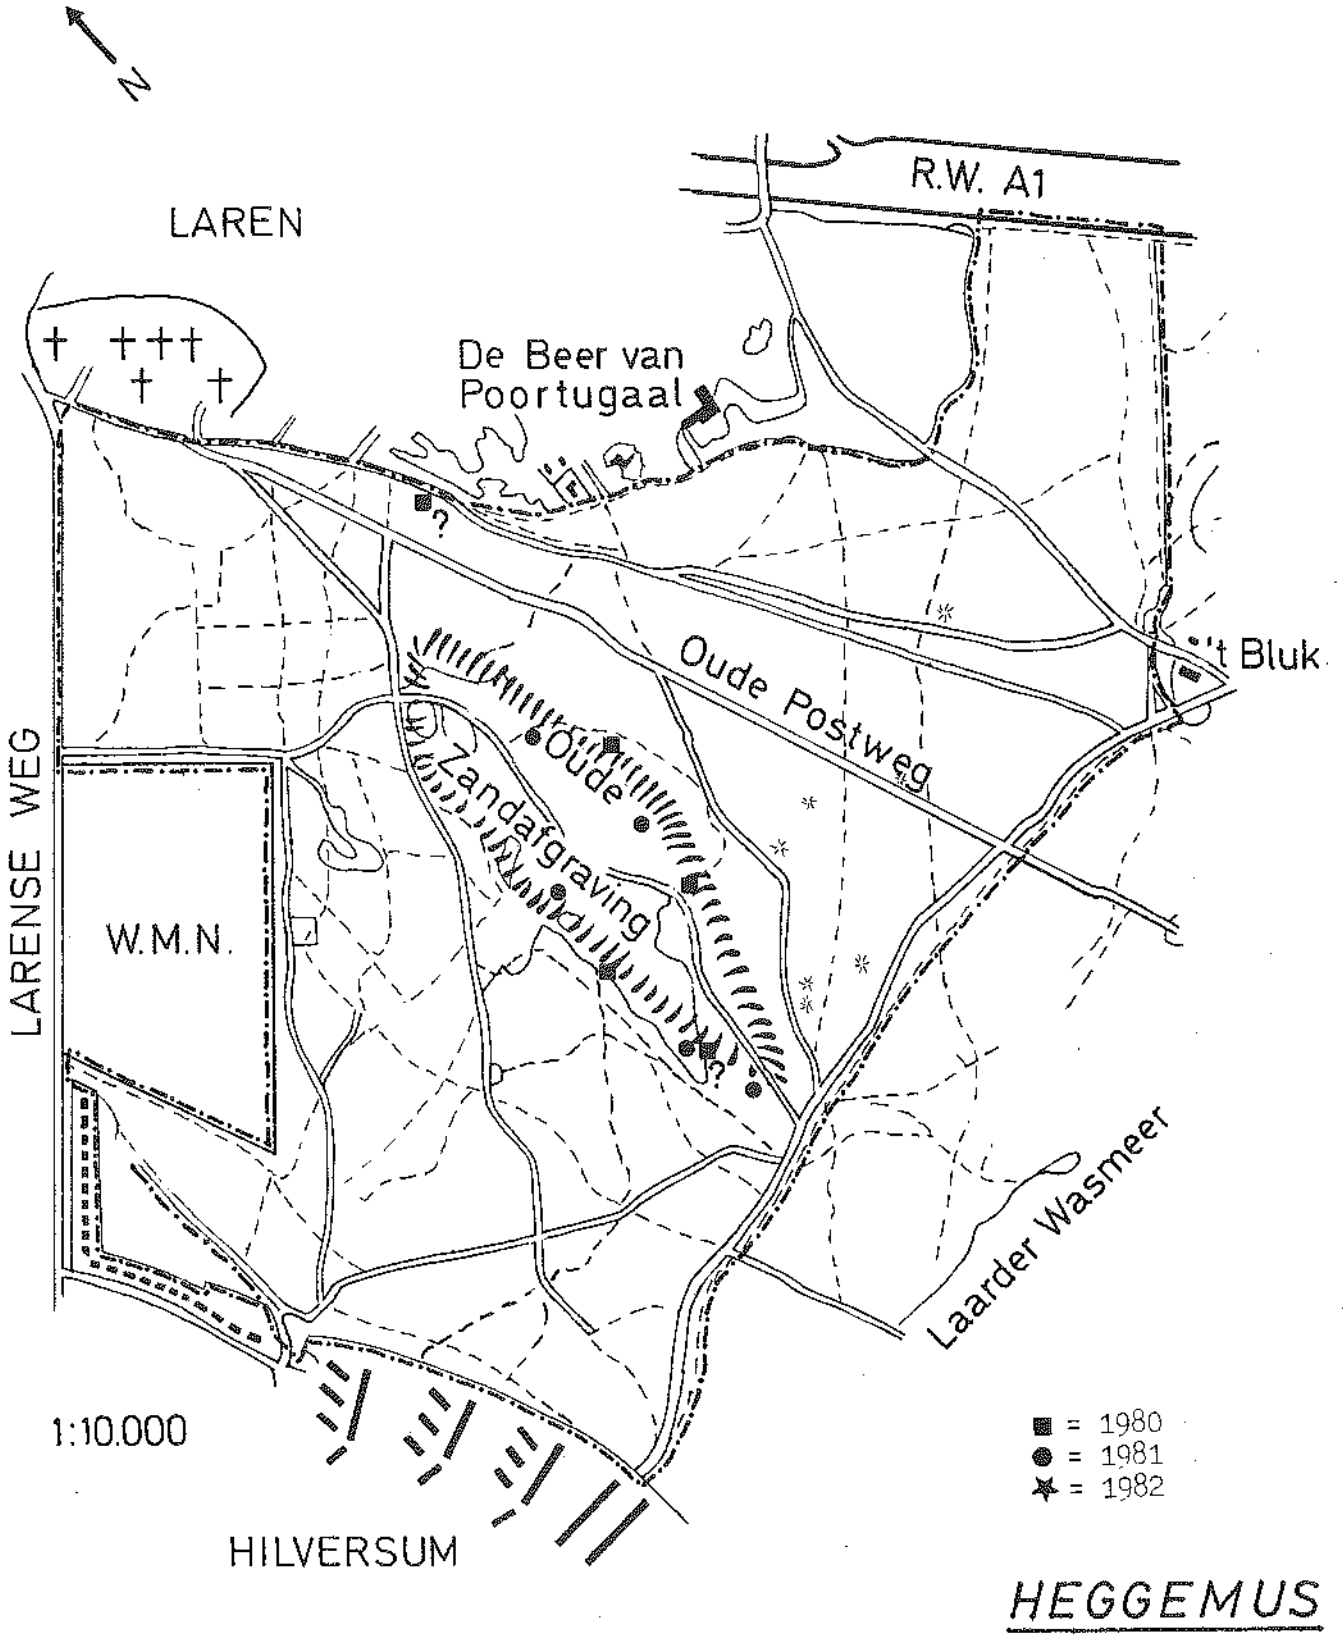 N
R.W. A1
LAREN
De Beer van
Poortugaal
?
't Bluk
Oude Postweg
Oude
Zandafgraving
LARENSE WEG
W.M.N.
?
Laarder Wasmeer
1:10.000
■ = 1980
● = 1981
★ = 1982
HILVERSUM
HEGGEMUS